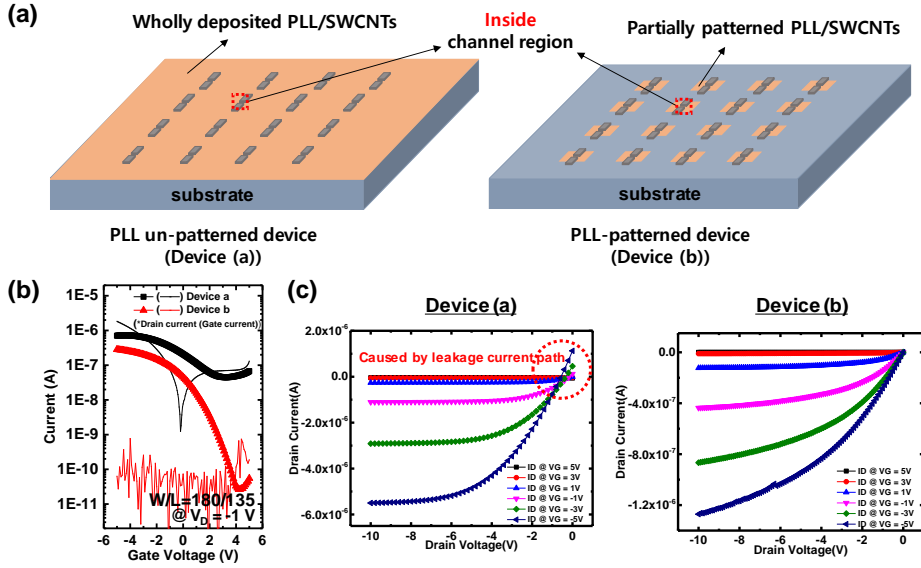 (a)
Wholly deposited PLL/SWCNTs
Inside
channel region
Partially patterned PLL/SWCNTs
substrate
substrate
PLL un-patterned device
(Device (a))
PLL-patterned device
(Device (b))
(b)
1E-5
1E-6
1E-7
1E-8
1E-9
1E-10
1E-11
Current (A)
(—) Device a
(—) Device b
(*Drain current (Gate current))
W/L=180/135
@ VD = -1 V
-6 -4 -2 0 2 4 6
Gate Voltage (V)
(c)
Device (a)
2.0x10-6
0.0
-2.0x10-6
-4.0x10-6
-6.0x10-6
Drain Current(A)
Caused by leakage current path
ID @ VG = 5V
ID @ VG = 3V
ID @ VG = 1V
ID @ VG = -1V
ID @ VG = -3V
ID @ VG = -5V
-10 -8 -6 -4 -2 0
Drain Voltage(V)
Device (b)
0.0
-4.0x10-7
-8.0x10-7
-1.2x10-6
Drain Current(A)
ID @ VG = 5V
ID @ VG = 3V
ID @ VG = 1V
ID @ VG = -1V
ID @ VG = -3V
ID @ VG = -5V
-10 -8 -6 -4 -2 0
Drain Voltage(V)